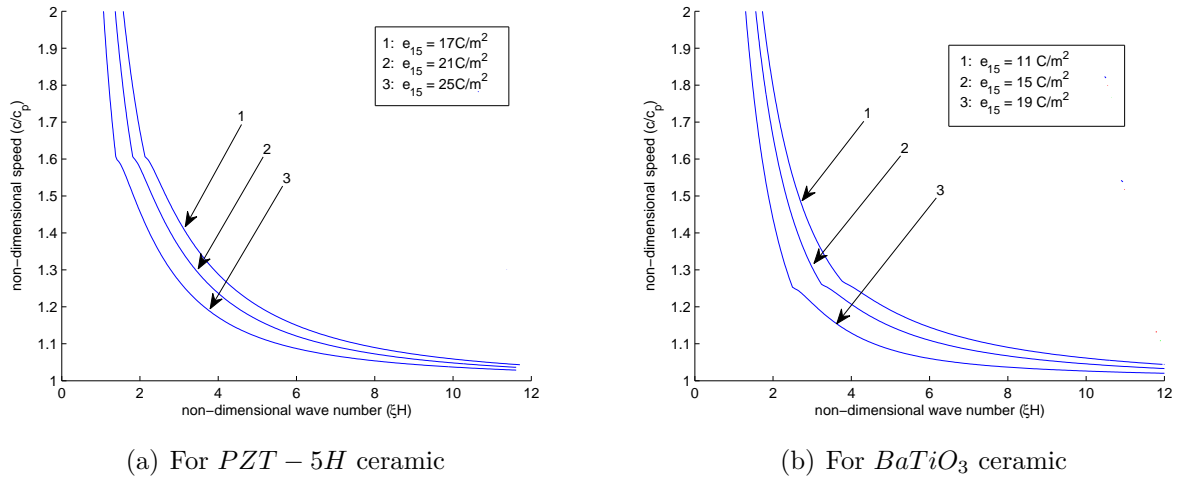 2
1.9
1.8
1.7
1.6
1.5
1.4
1.3
1.2
1.1
1
0 2 4 6 8 10 12
non−dimensional speed (c/cp)
non−dimensional wave number (ξH)
1: e15 = 17C/m2
2: e15 = 21C/m2
3: e15 = 25C/m2
1
2
3
(a) For PZT − 5H ceramic
2
1.9
1.8
1.7
1.6
1.5
1.4
1.3
1.2
1.1
1
0 2 4 6 8 10 12
non−dimensional speed (c/cp)
non−dimensional wave number (ξH)
1: e15 = 11 C/m2
2: e15 = 15 C/m2
3: e15 = 19 C/m2
1
2
3
(b) For BaTiO3 ceramic